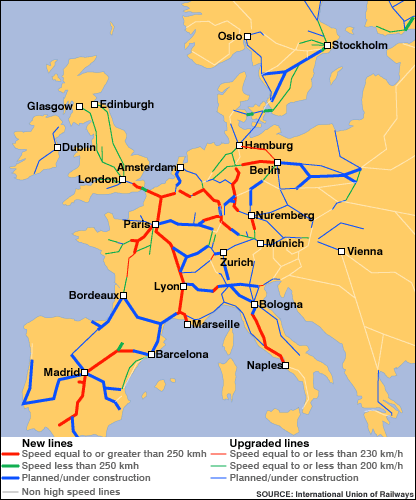 Oslo
Stockholm
Glasgow
Edinburgh
Dublin
Hamburg
Amsterdam
Berlin
London
Nuremberg
Paris
Munich
Vienna
Zurich
Lyon
Bordeaux
Bologna
Marseille
Barcelona
Naples
Madrid
New lines
Speed equal to or greater than 250 kmh
Speed less than 250 kmh
Planned/under construction
Non high speed lines
Upgraded lines
Speed equal to or less than 230 km/h
Speed equal to or less than 200 km/h
Planned/under construction
SOURCE: International Union of Railways